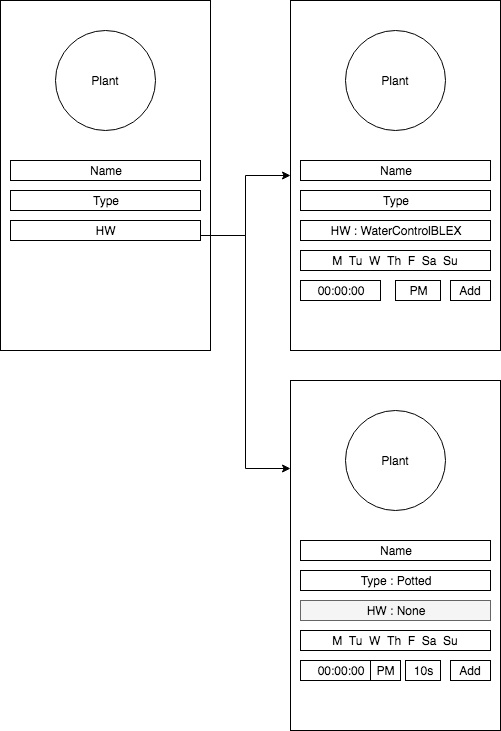 Plant
Name
Type
HW
Plant
Name
Type
HW : WaterControlBLEX
M Tu W Th F Sa Su
00:00:00 PM Add
Plant
Name
Type : Potted
HW : None
M Tu W Th F Sa Su
00:00:00 PM 10s Add